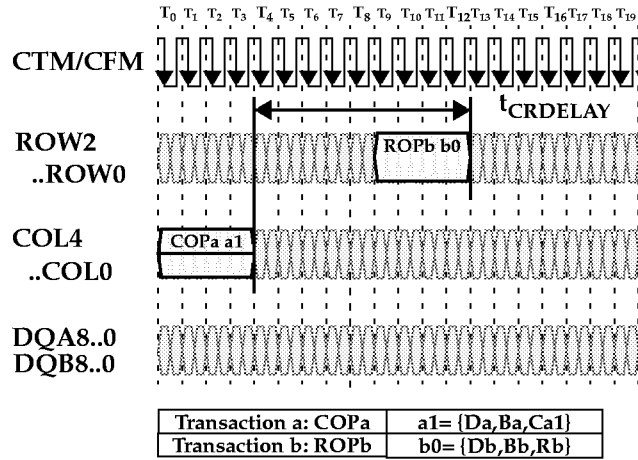 T0 T1 T2 T3 T4 T5 T6 T7 T8 T9 T10 T11 T12 T13 T14 T15 T16 T17 T18 T19
CTM/CFM
tCRDELAY
ROW2
..ROW0
ROPb b0
COL4
..COL0
COPa a1
DQA8..0
DQB8..0
Transaction a: COPa a1= {Da,Ba,Ca1}
Transaction b: ROPb b0= {Db,Bb,Rb}